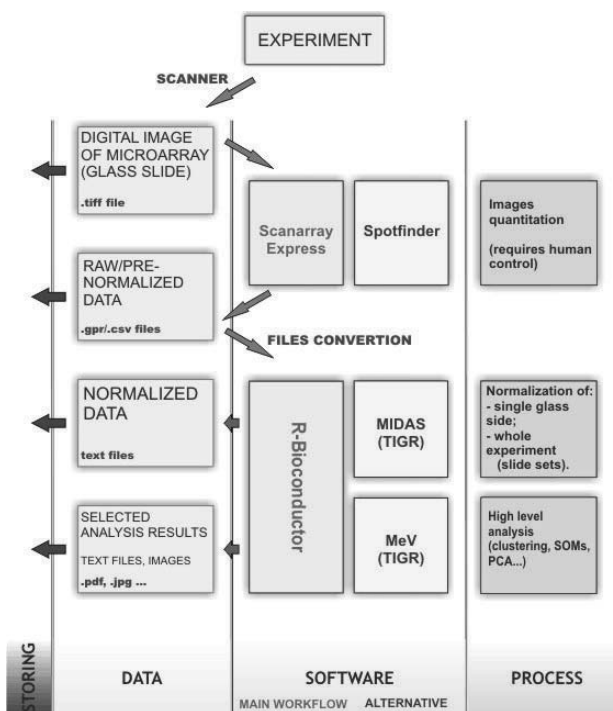 EXPERIMENT
SCANNER
DIGITAL IMAGE
OF MICROARRAY
(GLASS SLIDE)
.tiff file
Scanarray
Express
Spotfinder
Images
quantitation
(requires human
control)
RAW/PRE-
NORMALIZED
DATA
.gpr/.csv files
FILES CONVERTION
NORMALIZED
DATA
text files
R-Bioconductor
MIDAS
(TIGR)
Normalization of:
- single glass
side;
- whole
experiment
(slide sets).
SELECTED
ANALYSIS RESULTS
TEXT FILES, IMAGES
.pdf, .jpg ...
MeV
(TIGR)
High level
analysis
(clustering, SOMs,
PCA...)
STORING
DATA
SOFTWARE
PROCESS
MAIN WORKFLOW
ALTERNATIVE